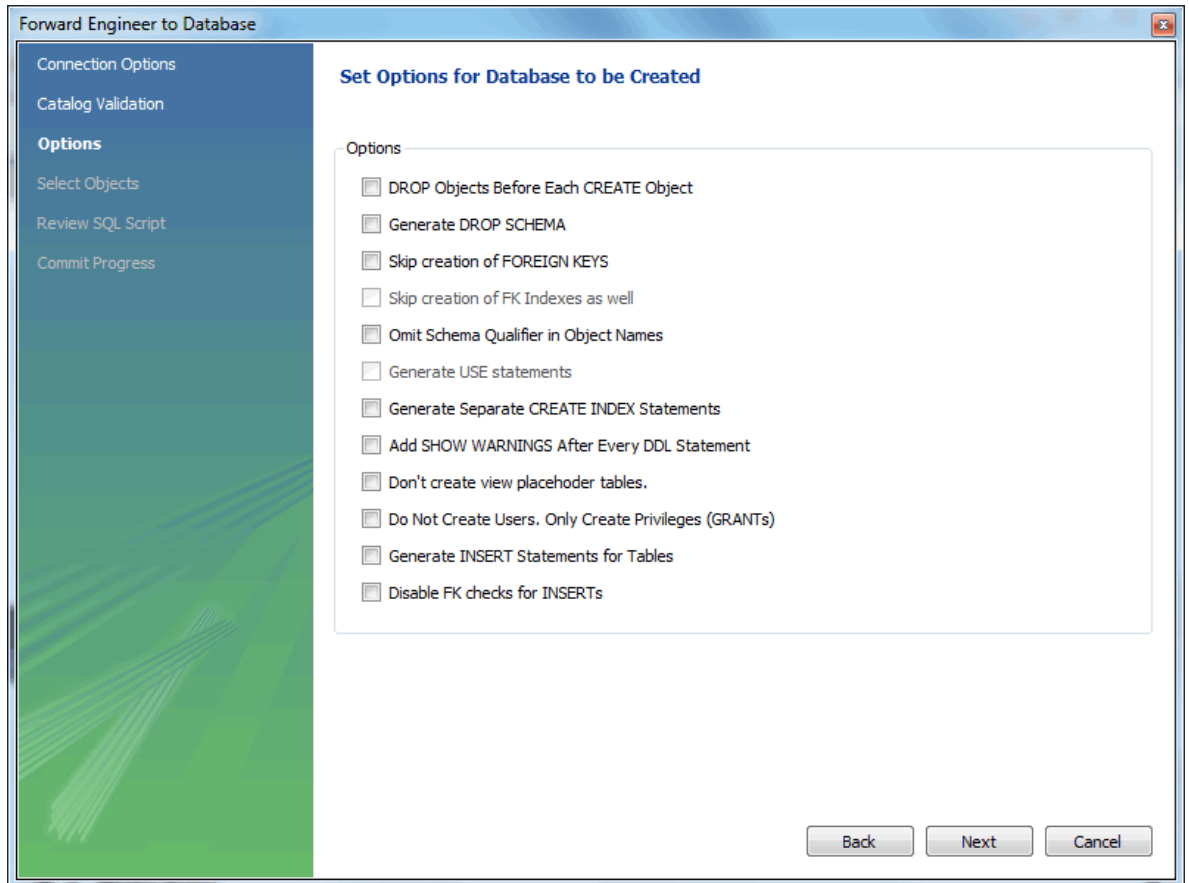 Forward Engineer to Database
Connection Options
Catalog Validation
Options
Select Objects
Review SQL Script
Commit Progress
Set Options for Database to be Created
Options
DROP Objects Before Each CREATE Object
Generate DROP SCHEMA
Skip creation of FOREIGN KEYS
Skip creation of FK Indexes as well
Omit Schema Qualifier in Object Names
Generate USE statements
Generate Separate CREATE INDEX Statements
Add SHOW WARNINGS After Every DDL Statement
Don't create view placehoder tables.
Do Not Create Users. Only Create Privileges (GRANTs)
Generate INSERT Statements for Tables
Disable FK checks for INSERTs
Back
Next
Cancel